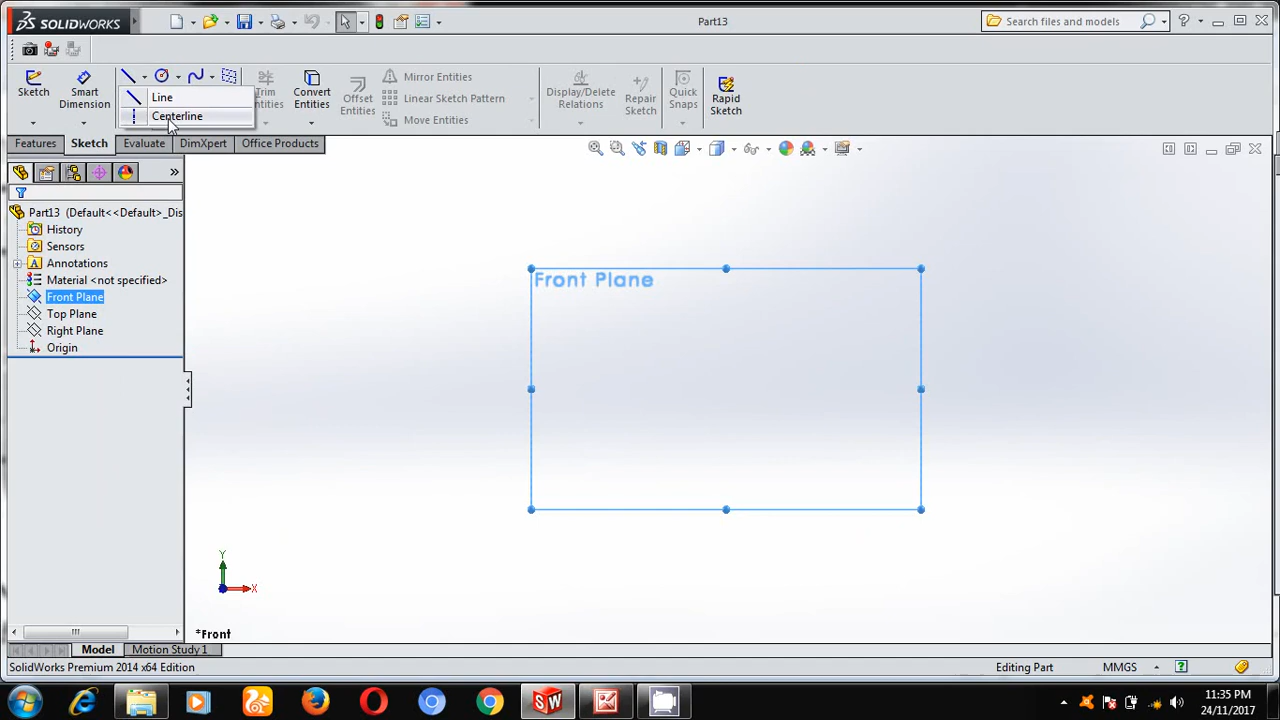 SOLIDWORKS
Part13
Search files and models
Sketch
Smart Dimension
Trim Entities
Convert Entities
Offset Entities
Mirror Entities
Linear Sketch Pattern
Move Entities
Display/Delete Relations
Repair Sketch
Quick Snaps
Rapid Sketch
Line
Centerline
Features
Sketch
Evaluate
DimXpert
Office Products
Part13 (Default<<Default>_Dis
History
Sensors
Annotations
Material <not specified>
Front Plane
Top Plane
Right Plane
Origin
Front Plane
Y
X
*Front
Model
Motion Study 1
SolidWorks Premium 2014 x64 Edition
Editing Part
MMGS
11:35 PM
24/11/2017